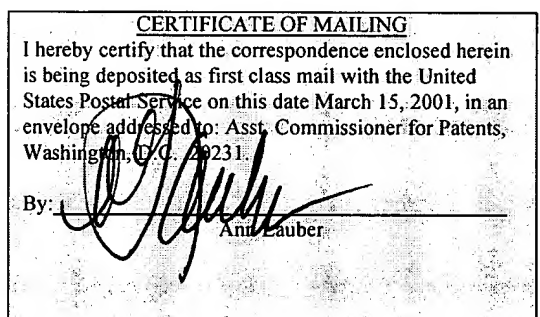 CERTIFICATE OF MAILING
I hereby certify that the correspondence enclosed herein
is being deposited as first class mail with the United
States Postal Service on this date March 15, 2001, in an
envelope addressed to: Asst. Commissioner for Patents,
Washington, D.C. 20231.
By:
Ann Lauber